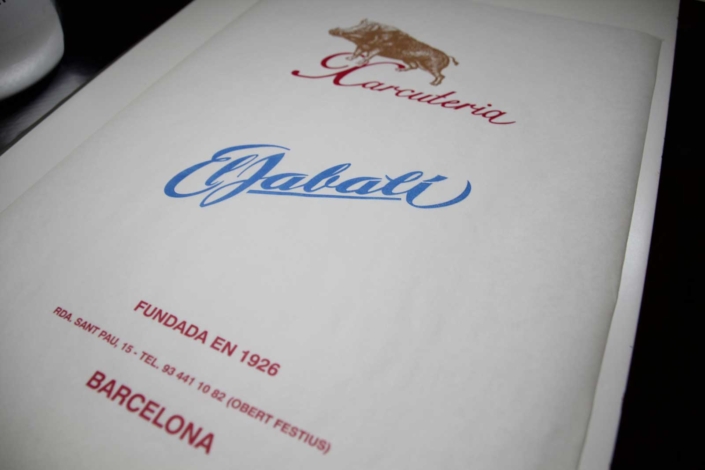 Xarcuteria
El Jabalí
FUNDADA EN 1926
RDA. SANT PAU, 15 - TEL. 93 441 10 82 (OBERT FESTIUS)
BARCELONA